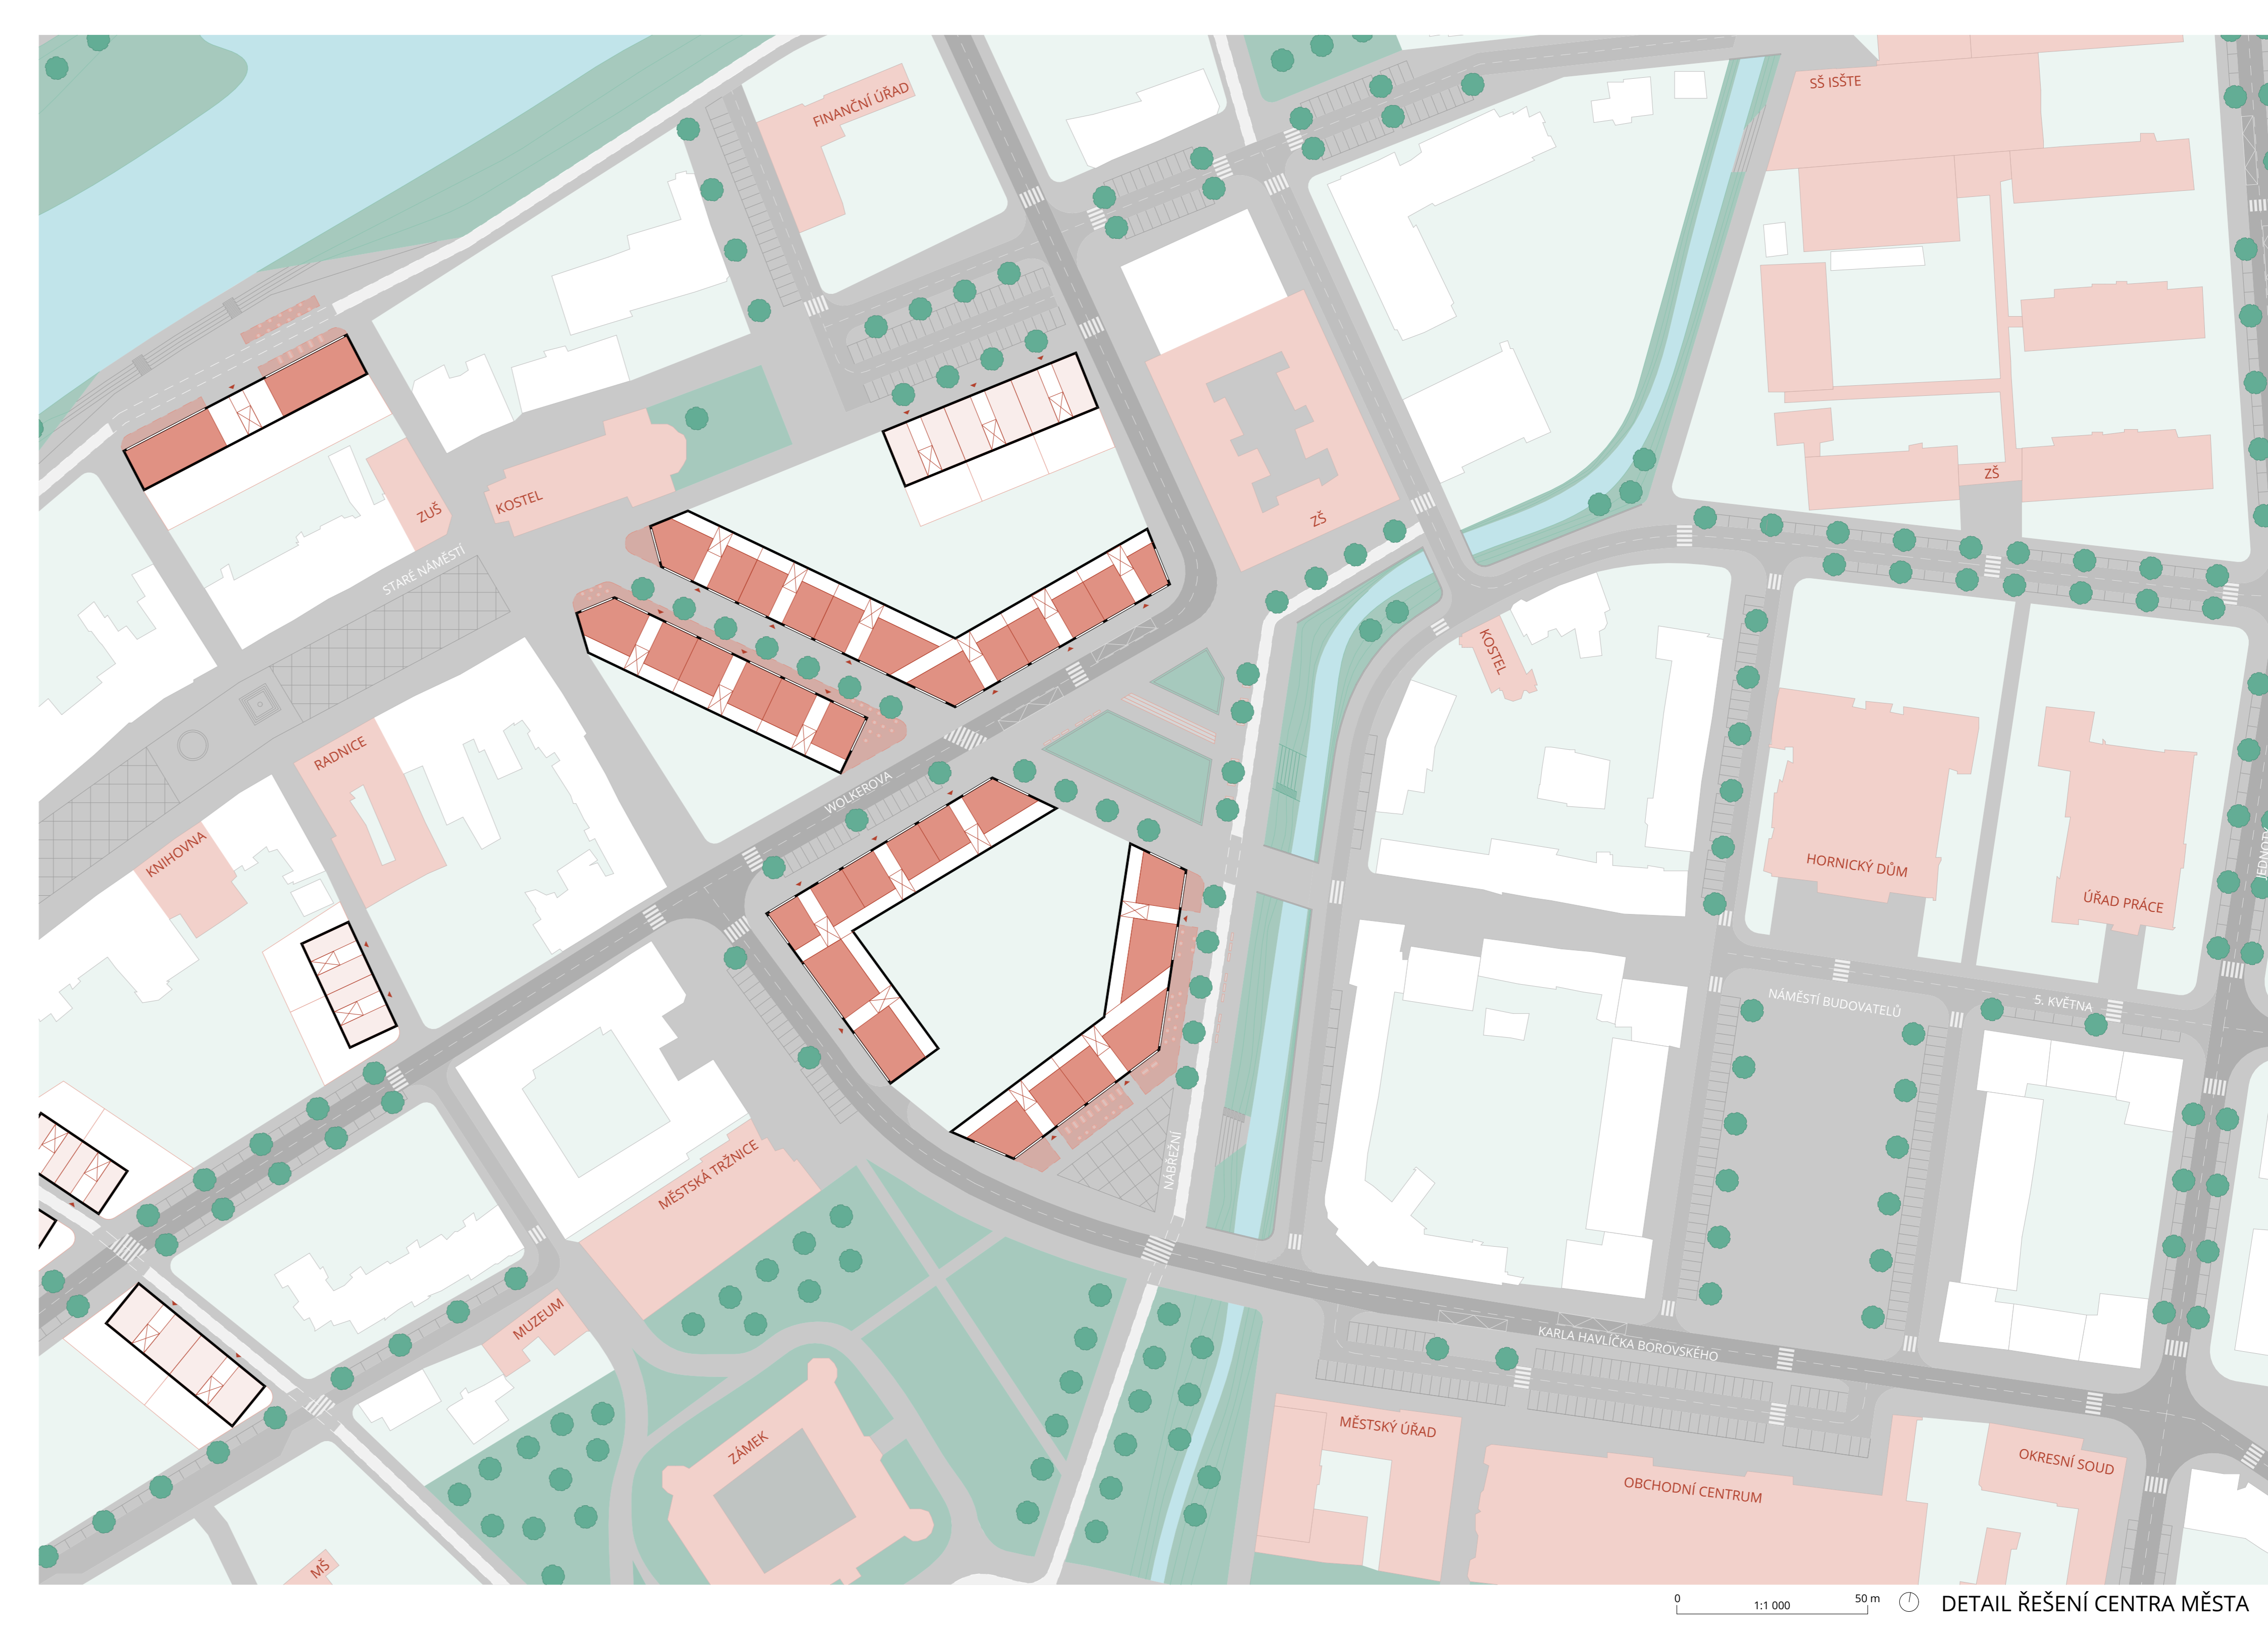 SŠ ISŠTE
FINANČNÍ ÚŘAD
ZŠ
KOSTEL
ZUŠ
ZŠ
STARÉ NÁMĚSTÍ
KOSTEL
RADNICE
WOLKEROVA
KNIHOVNA
HORNICKÝ DŮM
ÚŘAD PRÁCE
JEDNOTY
NÁMĚSTÍ BUDOVATELŮ
5. KVĚTNA
MĚSTSKÁ TRŽNICE
NÁBŘEŽNÍ
MUZEUM
KARLA HAVLÍČKA BOROVSKÉHO
ZÁMEK
MĚSTSKÝ ÚŘAD
OBCHODNÍ CENTRUM
OKRESNÍ SOUD
MŠ
0 1:1 000 50 m
DETAIL ŘEŠENÍ CENTRA MĚSTA